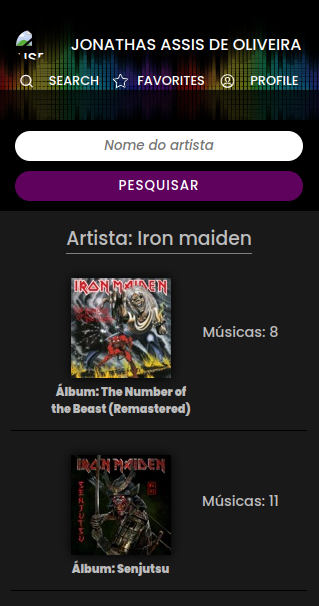 JONATHAS ASSIS DE OLIVEIRA
SEARCH FAVORITES PROFILE
Nome do artista
PESQUISAR
Artista: Iron maiden
IRON MAIDEN
Músicas: 8
Álbum: The Number of
the Beast (Remastered)
IRON MAIDEN
SENJUTSU
Músicas: 11
Álbum: Senjutsu